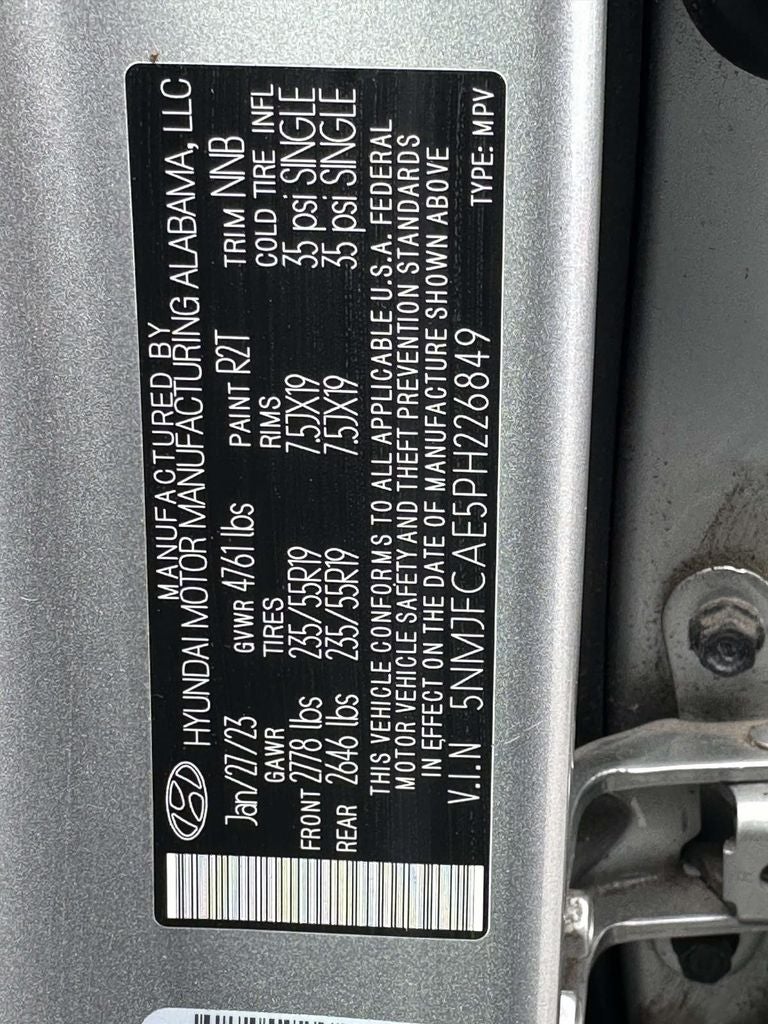 MANUFACTURED BY
HYUNDAI MOTOR MANUFACTURING ALABAMA, LLC
Jan/27/23 GVWR 4761 lbs PAINT R2T TRIM NNB
GAWR TIRES RIMS COLD TIRE INFL
FRONT 2778 lbs 235/55R19 7.5JX19 35 psi SINGLE
REAR 2646 lbs 235/55R19 7.5JX19 35 psi SINGLE
THIS VEHICLE CONFORMS TO ALL APPLICABLE U.S.A. FEDERAL
MOTOR VEHICLE SAFETY AND THEFT PREVENTION STANDARDS
IN EFFECT ON THE DATE OF MANUFACTURE SHOWN ABOVE
V.I.N 5NMJFCAE5PH226849 TYPE: MPV